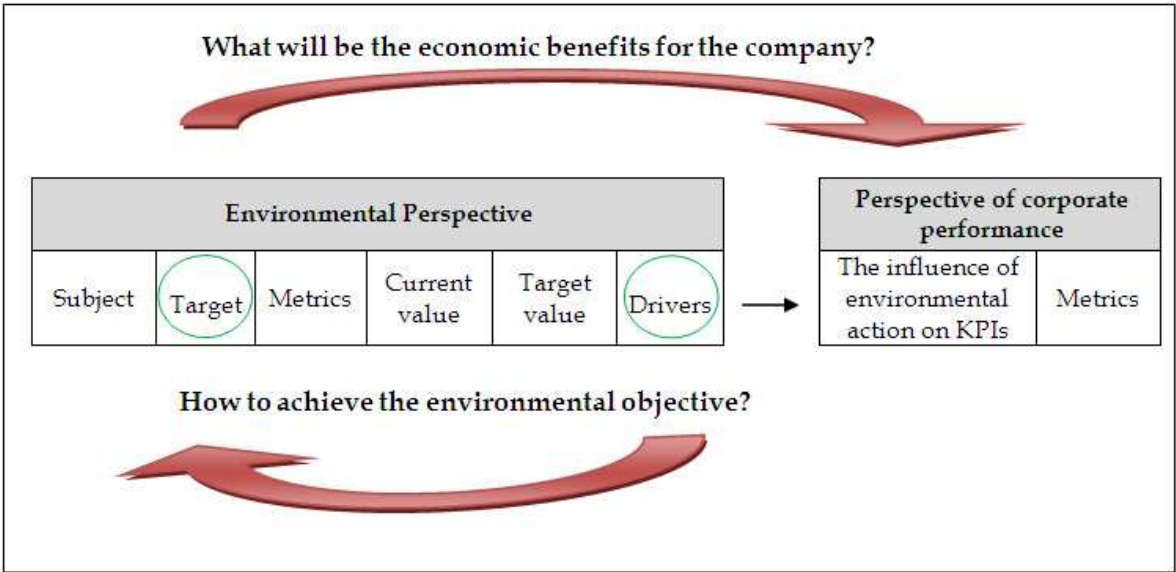 What will be the economic benefits for the company?
Environmental Perspective
Perspective of corporate
performance
Subject
Target
Metrics
Current
value
Target
value
Drivers
The influence of
environmental
action on KPIs
Metrics
How to achieve the environmental objective?